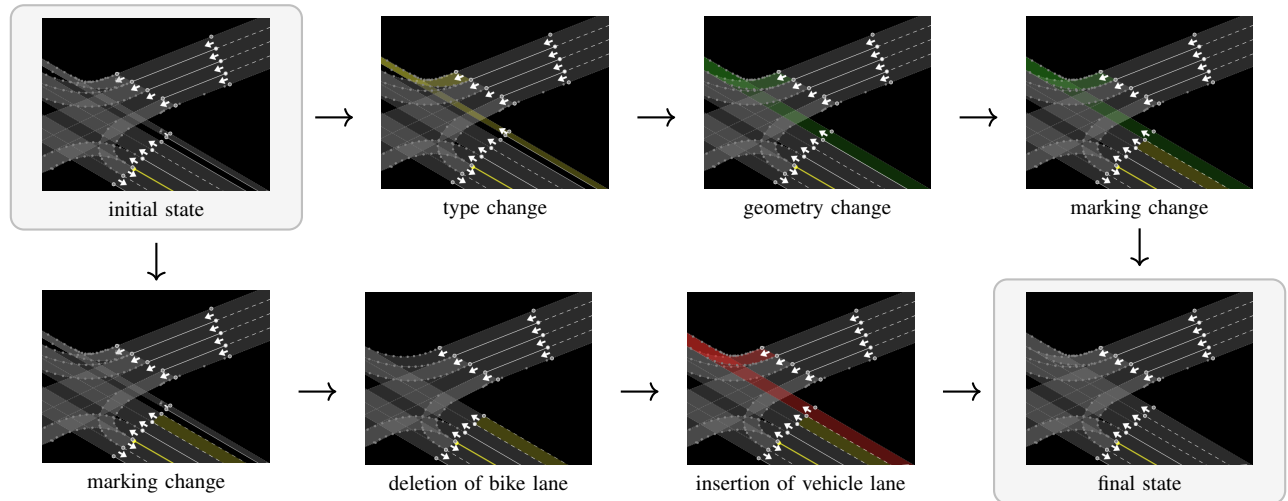 initial state
type change
geometry change
marking change
marking change
deletion of bike lane
insertion of vehicle lane
final state